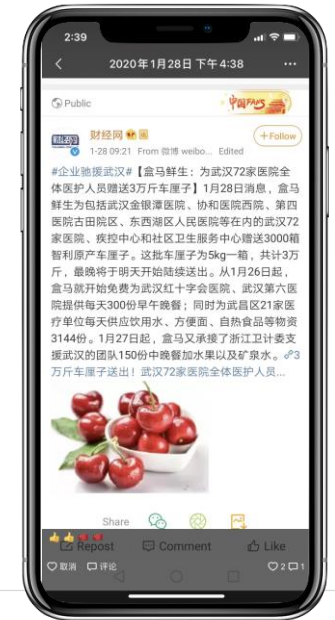 2:39
2020年1月28日 下午4:38
Public
中国FANS
财经网
+Follow
1-28 09:21 From 微博 weibo... Edited
#企业驰援武汉#【盒马鲜生：为武汉72家医院全
体医护人员赠送3万斤车厘子】1月28日消息，盒马
鲜生为包括武汉金银潭医院、协和医院西院、第四
医院古田院区、东西湖区人民医院等在内的武汉72
家医院、疾控中心和社区卫生服务中心赠送3000箱
智利原产车厘子。这批车厘子为5kg一箱，共计3万
斤，最晚将于明天开始陆续送出。从1月26日起，
盒马就开始免费为武汉红十字会医院、武汉第六医
院提供每天300份早午晚餐；同时为武昌区21家医
疗单位每天供应饮用水、方便面、自热食品等物资
3144份。1月27日起，盒马又承接了浙江卫计委支
援武汉的团队150份中晚餐加水果以及矿泉水。3
万斤车厘子送出！武汉72家医院全体医护人员...
Share
Repost Comment Like
取消 评论 2 1